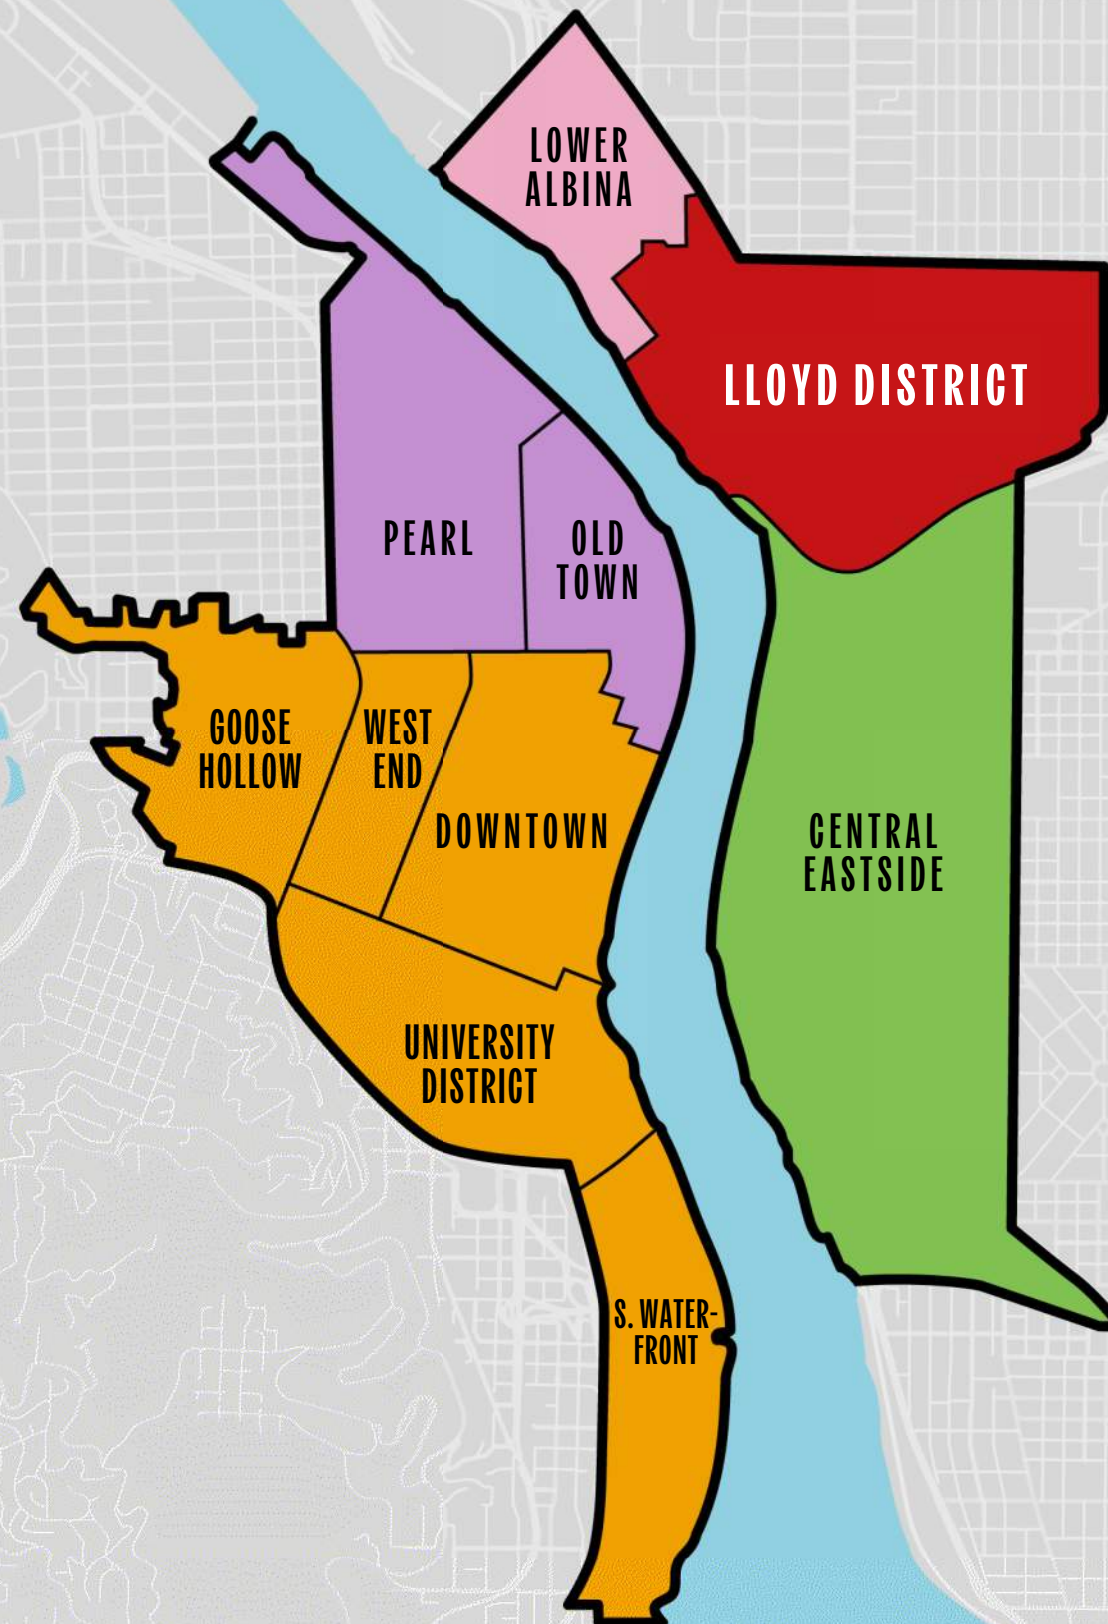 LOWER
ALBINA
LLOYD DISTRICT
PEARL
OLD
TOWN
GOOSE
HOLLOW
WEST
END
DOWNTOWN
CENTRAL
EASTSIDE
UNIVERSITY
DISTRICT
S. WATER-
FRONT